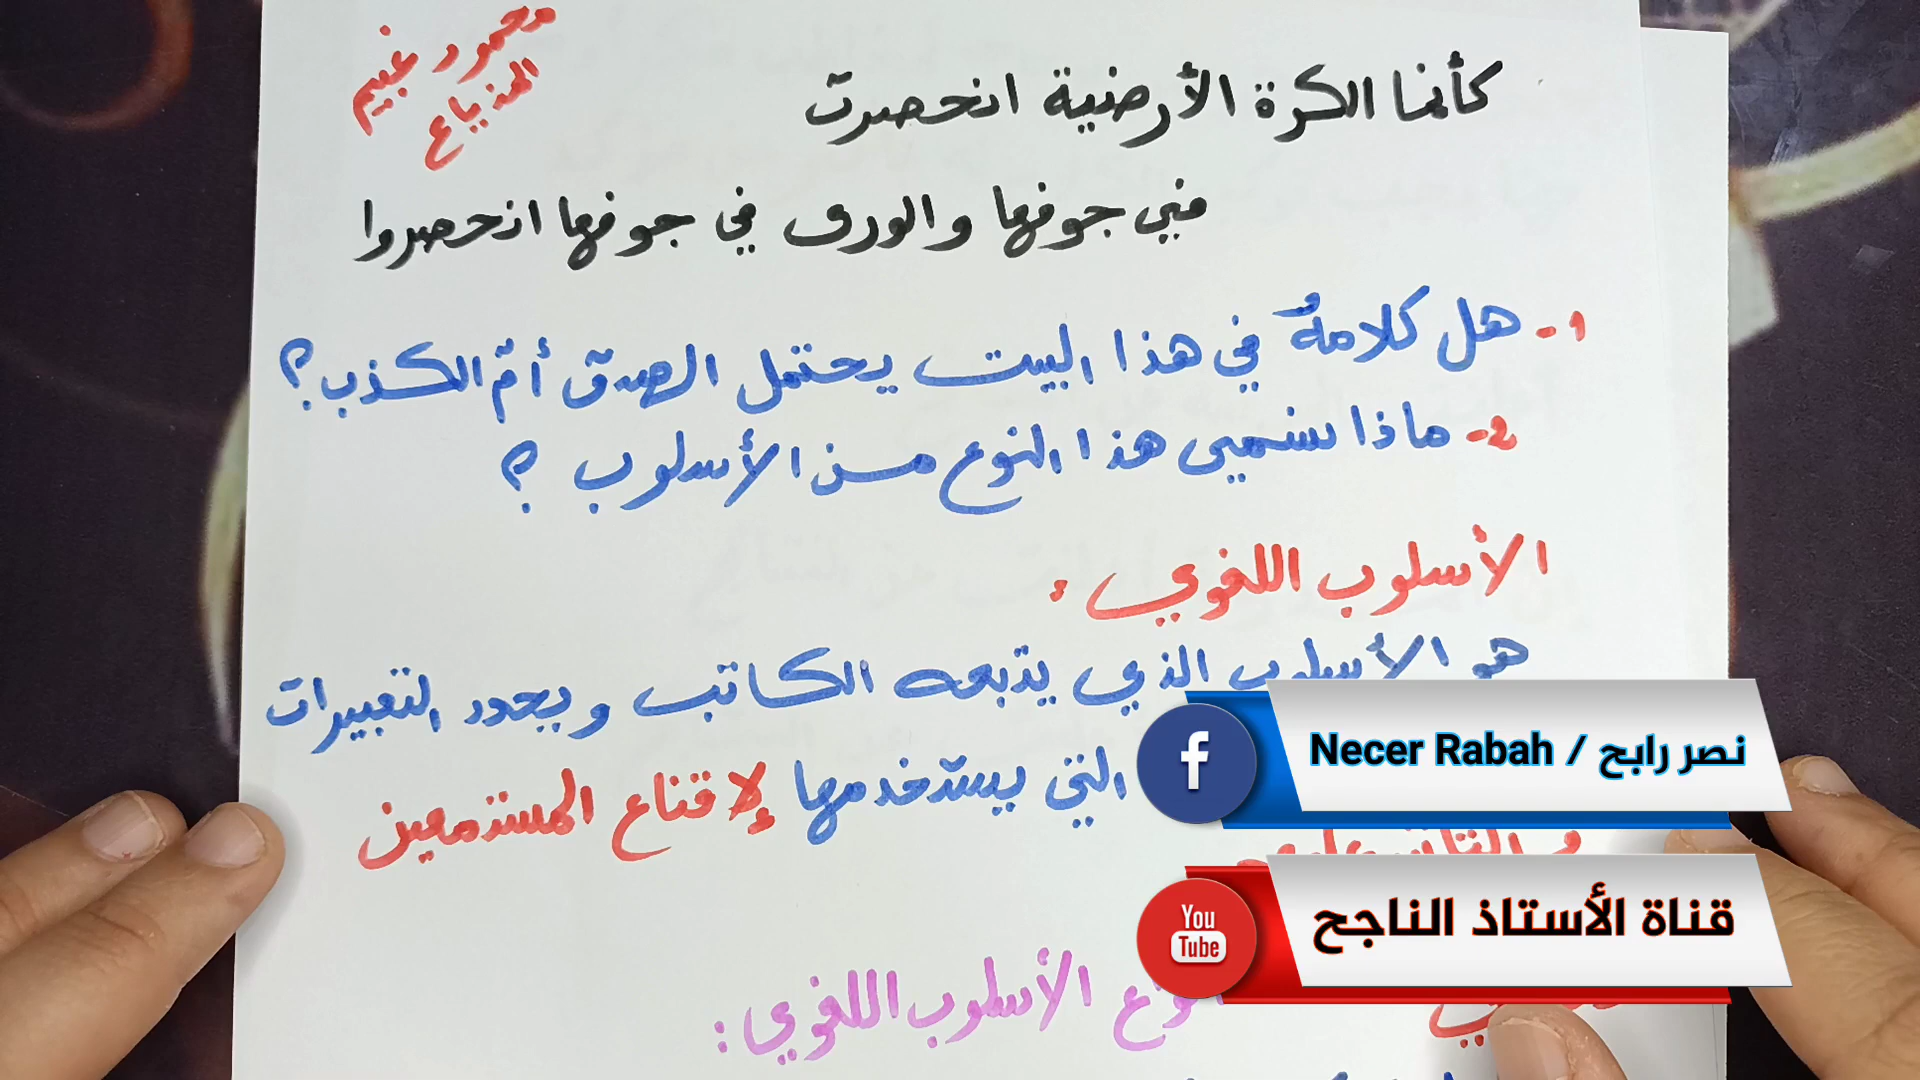 محمود غنيم
المذياع
كأنما الكرة الأرضية انحصرت
في جوفها والورى في جوفها انحصروا
1- هل كلامهُ في هذا البيت يحتمل الصدق أمّ الكذب؟
2- ماذا نسمي هذا النوع من الأسلوب ؟
الأسلوب اللغوي :
هو الأسلوب الذي يتبعه الكاتب ويحدد التعبيرات
التي يستخدمها لإقناع المستمعين
Necer Rabah / نصر رابح
You Tube
قناة الأستاذ الناجح
أنواع الأسلوب اللغوي :